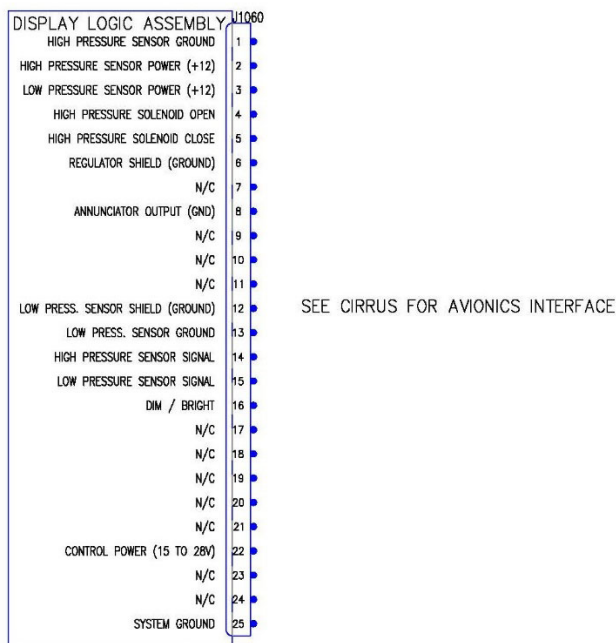 DISPLAY LOGIC ASSEMBLY J1060
HIGH PRESSURE SENSOR GROUND 1
HIGH PRESSURE SENSOR POWER (+12) 2
LOW PRESSURE SENSOR POWER (+12) 3
HIGH PRESSURE SOLENOID OPEN 4
HIGH PRESSURE SOLENOID CLOSE 5
REGULATOR SHIELD (GROUND) 6
N/C 7
ANNUNCIATOR OUTPUT (GND) 8
N/C 9
N/C 10
N/C 11
LOW PRESS. SENSOR SHIELD (GROUND) 12
SEE CIRRUS FOR AVIONICS INTERFACE
LOW PRESS. SENSOR GROUND 13
HIGH PRESSURE SENSOR SIGNAL 14
LOW PRESSURE SENSOR SIGNAL 15
DIM / BRIGHT 16
N/C 17
N/C 18
N/C 19
N/C 20
N/C 21
CONTROL POWER (15 TO 28V) 22
N/C 23
N/C 24
SYSTEM GROUND 25